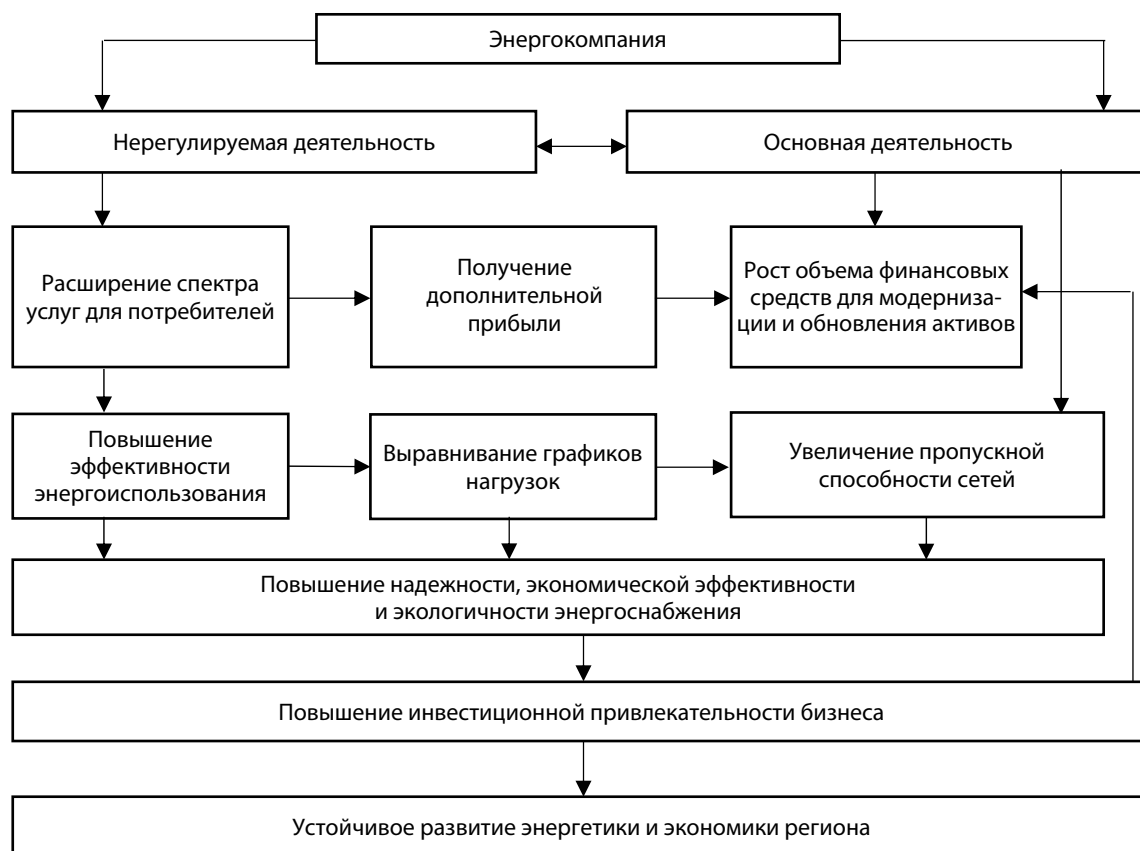 Энергокомпания
Нерегулируемая деятельность
Основная деятельность
Расширение спектра
услуг для потребителей
Получение
дополнительной
прибыли
Рост объема финансовых
средств для модерниза-
ции и обновления активов
Повышение
эффективности
энергоиспользования
Выравнивание графиков
нагрузок
Увеличение пропускной
способности сетей
Повышение надежности, экономической эффективности
и экологичности энергоснабжения
Повышение инвестиционной привлекательности бизнеса
Устойчивое развитие энергетики и экономики региона